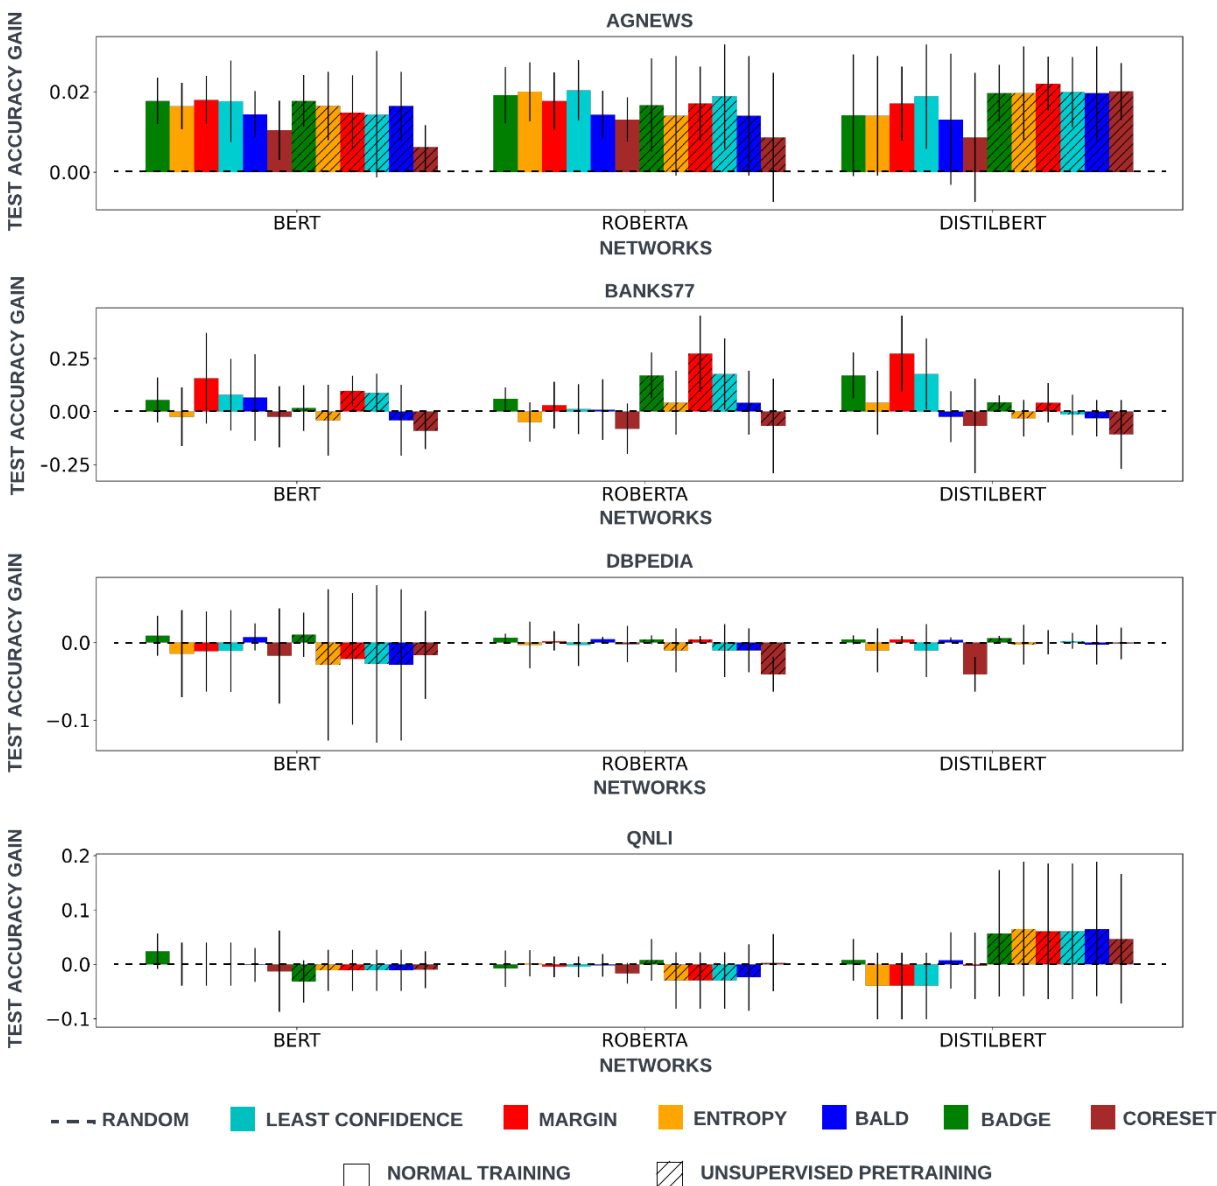 AGNEWS
TEST ACCURACY GAIN
0.02
0.00
BERT
ROBERTA
DISTILBERT
NETWORKS
BANKS77
TEST ACCURACY GAIN
0.25
0.00
-0.25
BERT
ROBERTA
DISTILBERT
NETWORKS
DBPEDIA
TEST ACCURACY GAIN
0.0
−0.1
BERT
ROBERTA
DISTILBERT
NETWORKS
QNLI
TEST ACCURACY GAIN
0.2
0.1
0.0
−0.1
BERT
ROBERTA
DISTILBERT
NETWORKS
RANDOM
LEAST CONFIDENCE
MARGIN
ENTROPY
BALD
BADGE
CORESET
NORMAL TRAINING
UNSUPERVISED PRETRAINING